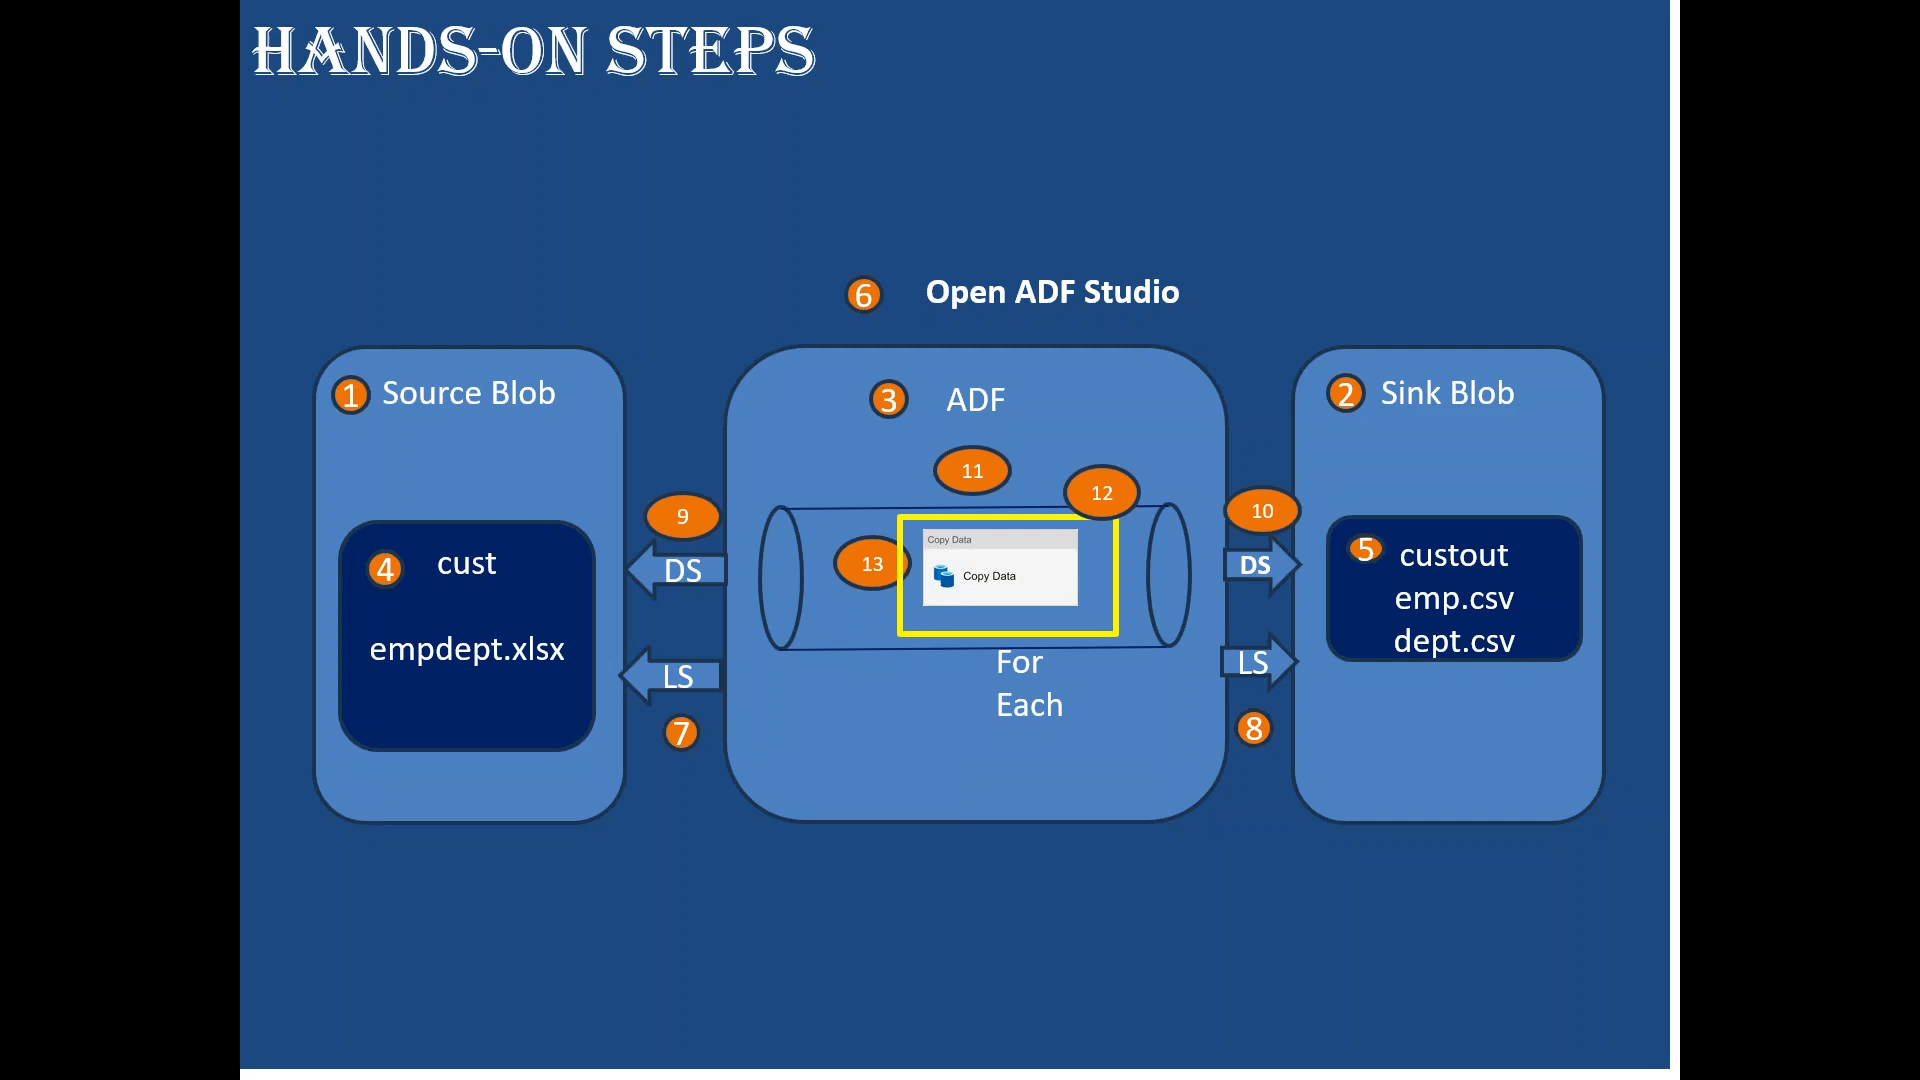 HANDS-ON STEPS
6 Open ADF Studio
1 Source Blob
4 cust
empdept.xlsx
9
DS
LS
7
3 ADF
11
12
13
Copy Data
Copy Data
For
Each
10
DS
LS
8
2 Sink Blob
5 custout
emp.csv
dept.csv